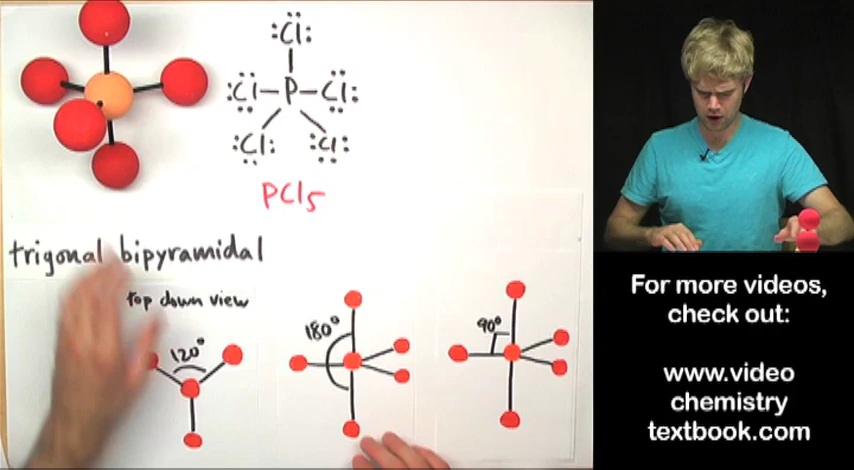 :Cl:
:Cl-P-Cl:
:Cl: :Cl:
PCl5
trigonal bipyramidal
top down view
120°
180°
90°
For more videos,
check out:
www.video
chemistry
textbook.com